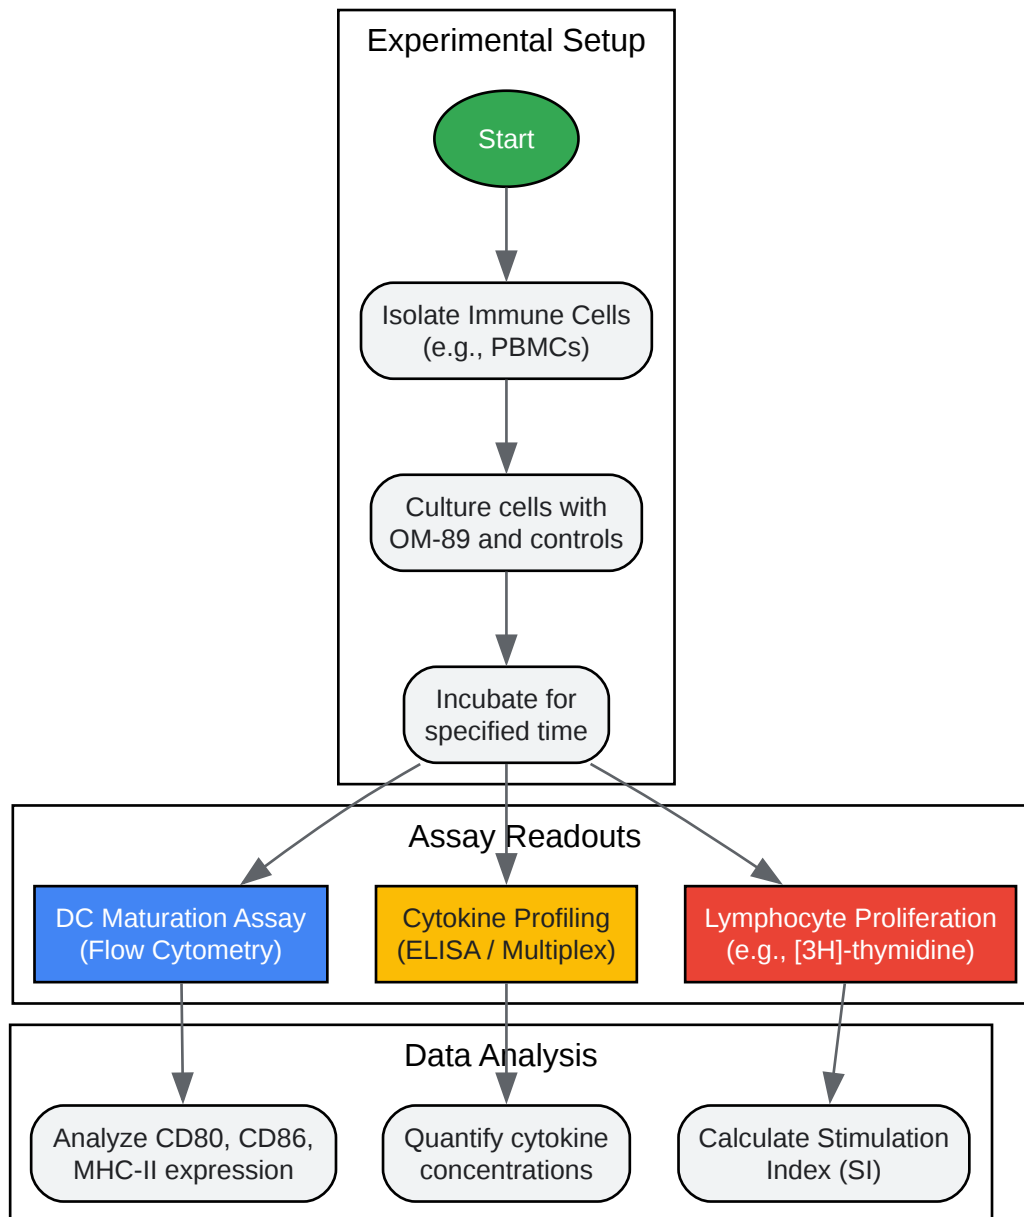 Experimental Setup
Start
Isolate Immune Cells
(e.g., PBMCs)
Culture cells with
OM-89 and controls
Incubate for
specified time
Assay Readouts
DC Maturation Assay
(Flow Cytometry)
Cytokine Profiling
(ELISA / Multiplex)
Lymphocyte Proliferation
(e.g., [3H]-thymidine)
Data Analysis
Analyze CD80, CD86,
MHC-II expression
Quantify cytokine
concentrations
Calculate Stimulation
Index (SI)